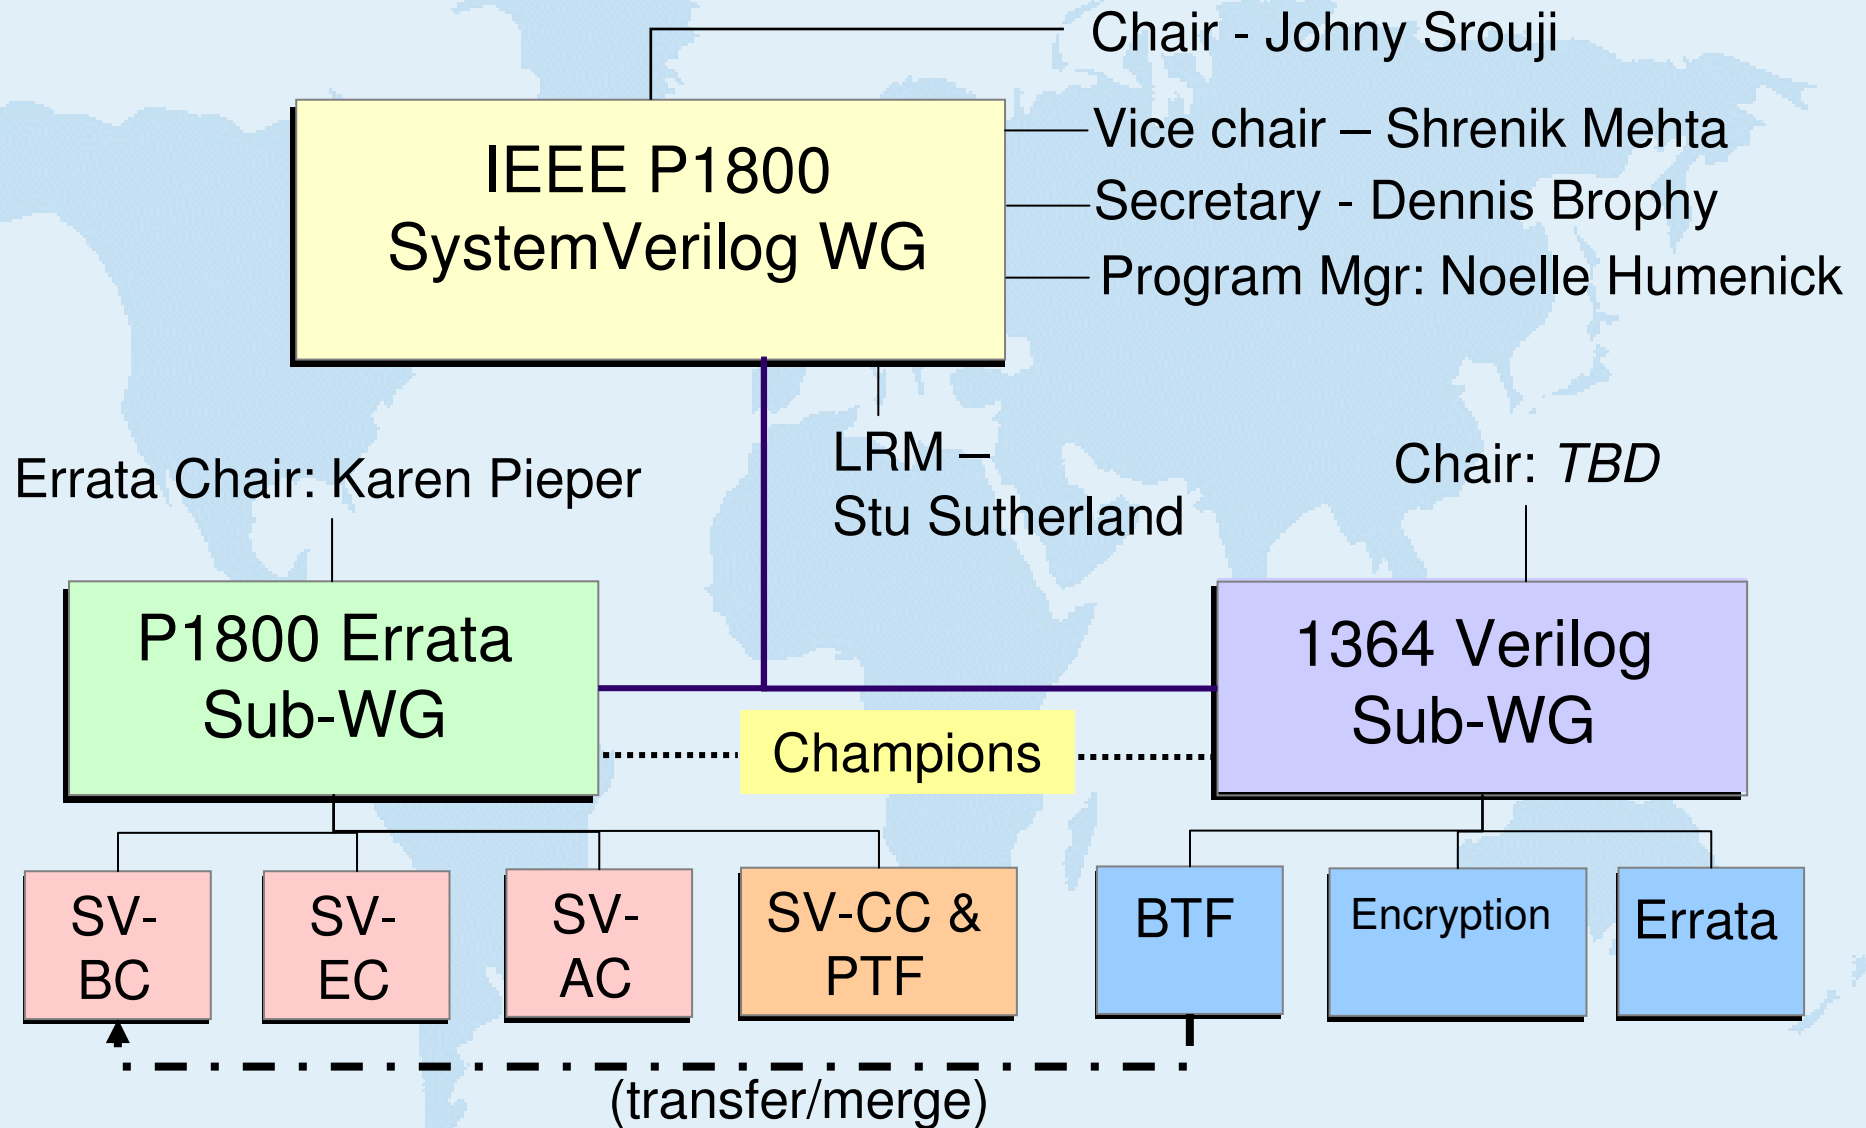 Chair - Johny Srouji
IEEE P1800
SystemVerilog WG
Vice chair – Shrenik Mehta
Secretary - Dennis Brophy
Program Mgr: Noelle Humenick
LRM –
Stu Sutherland
Errata Chair: Karen Pieper
Chair: TBD
P1800 Errata
Sub-WG
Champions
1364 Verilog
Sub-WG
SV-
BC
SV-
EC
SV-
AC
SV-CC &
PTF
BTF
Encryption
Errata
(transfer/merge)